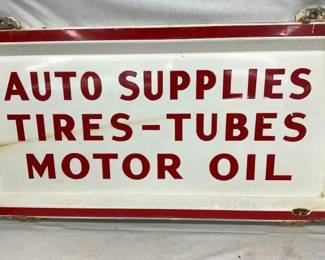 AUTO SUPPLIES
TIRES-TUBES
MOTOR OIL